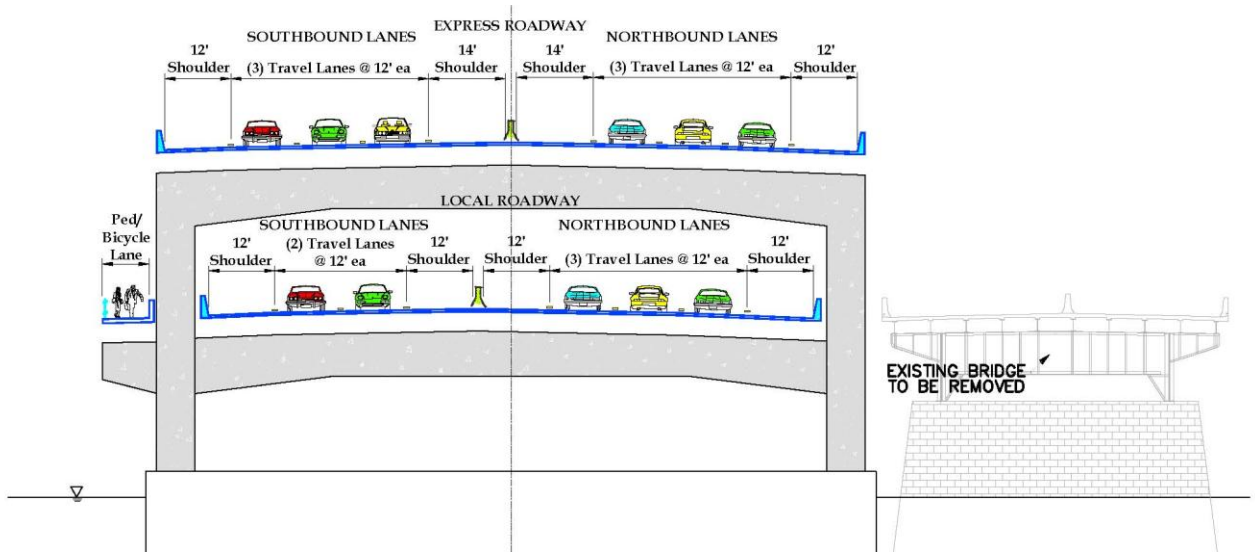 EXPRESS ROADWAY
SOUTHBOUND LANES
NORTHBOUND LANES
12'
Shoulder
(3) Travel Lanes @ 12' ea
14'
Shoulder
14'
Shoulder
(3) Travel Lanes @ 12' ea
12'
Shoulder
LOCAL ROADWAY
Ped/
Bicycle
Lane
SOUTHBOUND LANES
NORTHBOUND LANES
12'
Shoulder
(2) Travel Lanes
@ 12' ea
12'
Shoulder
12'
Shoulder
(3) Travel Lanes @ 12' ea
12'
Shoulder
EXISTING BRIDGE
TO BE REMOVED